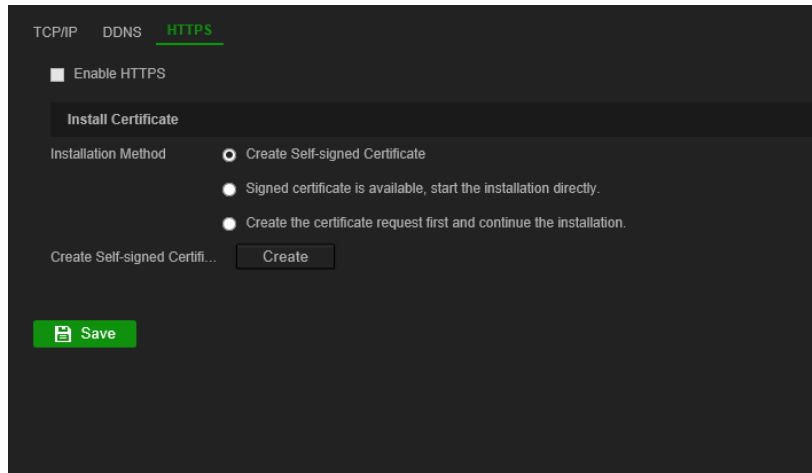 TCP/IP DDNS HTTPS
Enable HTTPS
Install Certificate
Installation Method Create Self-signed Certificate
Signed certificate is available, start the installation directly.
Create the certificate request first and continue the installation.
Create Self-signed Certifi... Create
Save